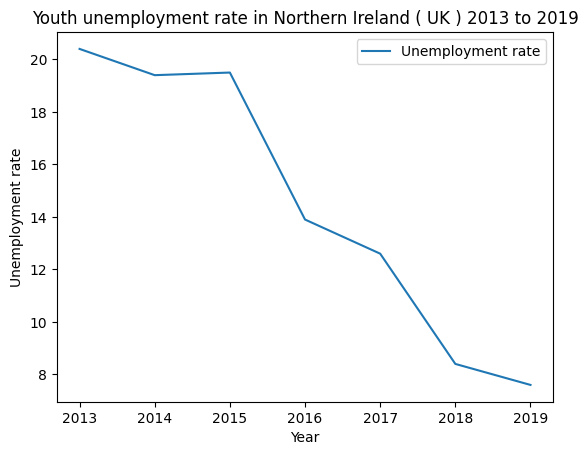 Youth unemployment rate in Northern Ireland ( UK ) 2013 to 2019
Unemployment rate
20
18
16
14
12
10
8
Unemployment rate
2013 2014 2015 2016 2017 2018 2019
Year